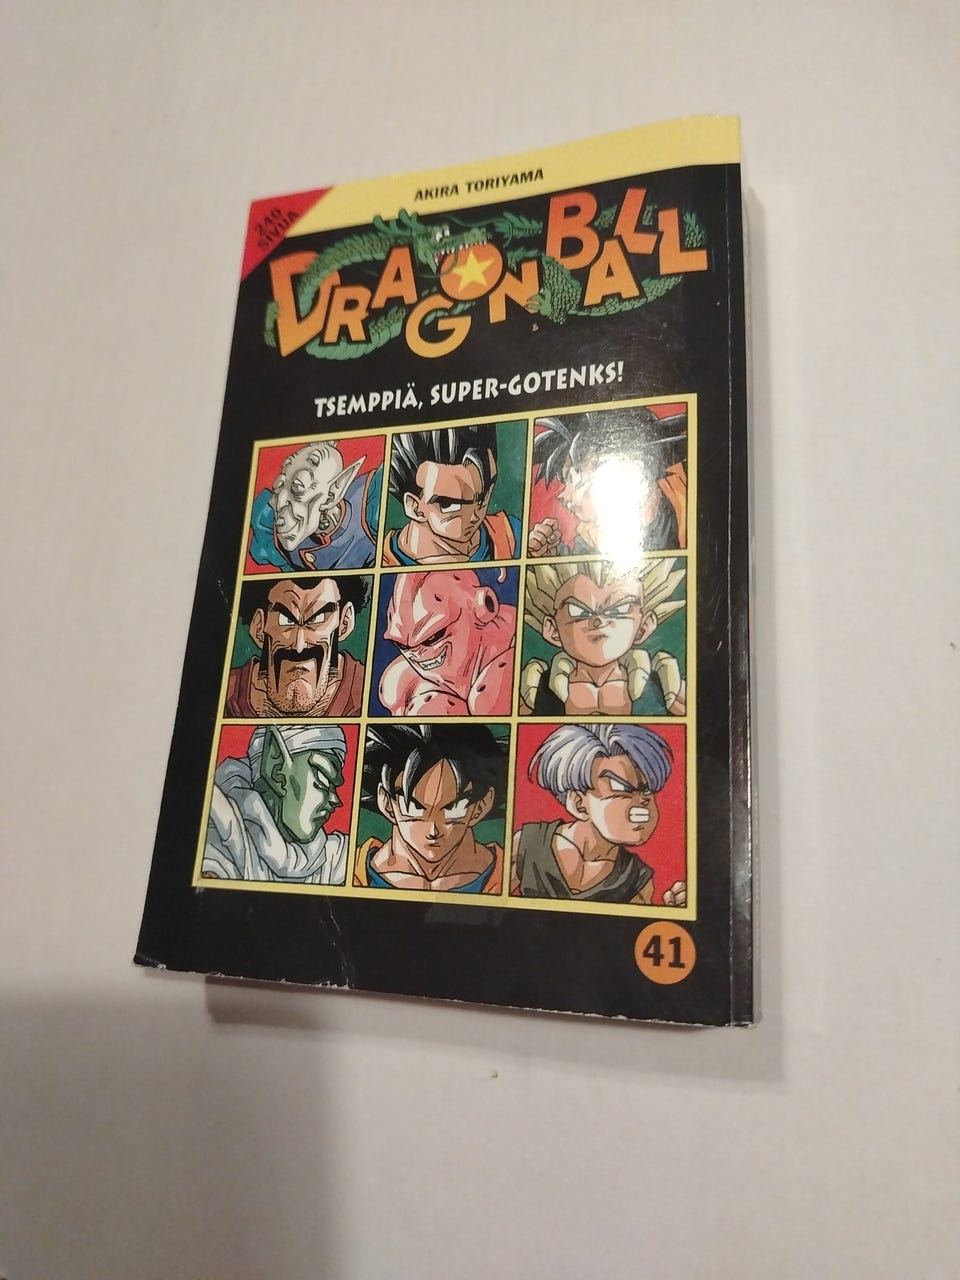 AKIRA TORIYAMA
240
SIVUA
DRAGON BALL
TSEMPPIÄ, SUPER-GOTENKS!
41